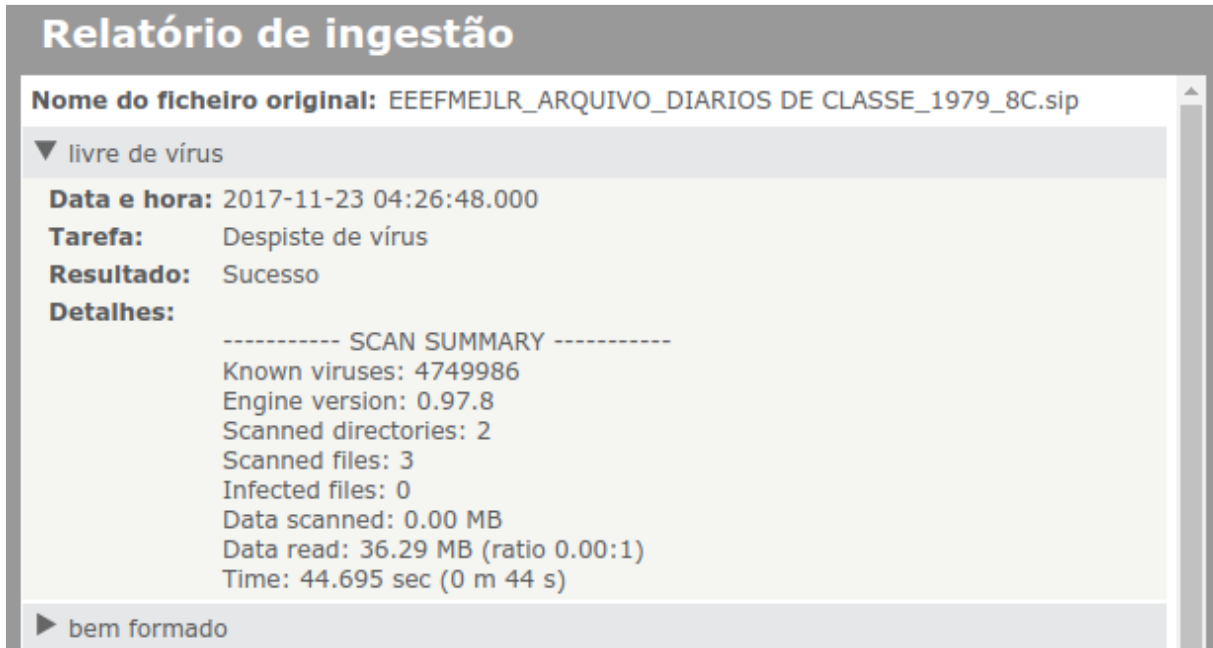 Relatório de ingestão
Nome do ficheiro original: EEEFMEJLR_ARQUIVO_DIARIOS DE CLASSE_1979_8C.sip
livre de vírus
Data e hora: 2017-11-23 04:26:48.000
Tarefa: Despiste de vírus
Resultado: Sucesso
Detalhes:
----------- SCAN SUMMARY -----------
Known viruses: 4749986
Engine version: 0.97.8
Scanned directories: 2
Scanned files: 3
Infected files: 0
Data scanned: 0.00 MB
Data read: 36.29 MB (ratio 0.00:1)
Time: 44.695 sec (0 m 44 s)
bem formado